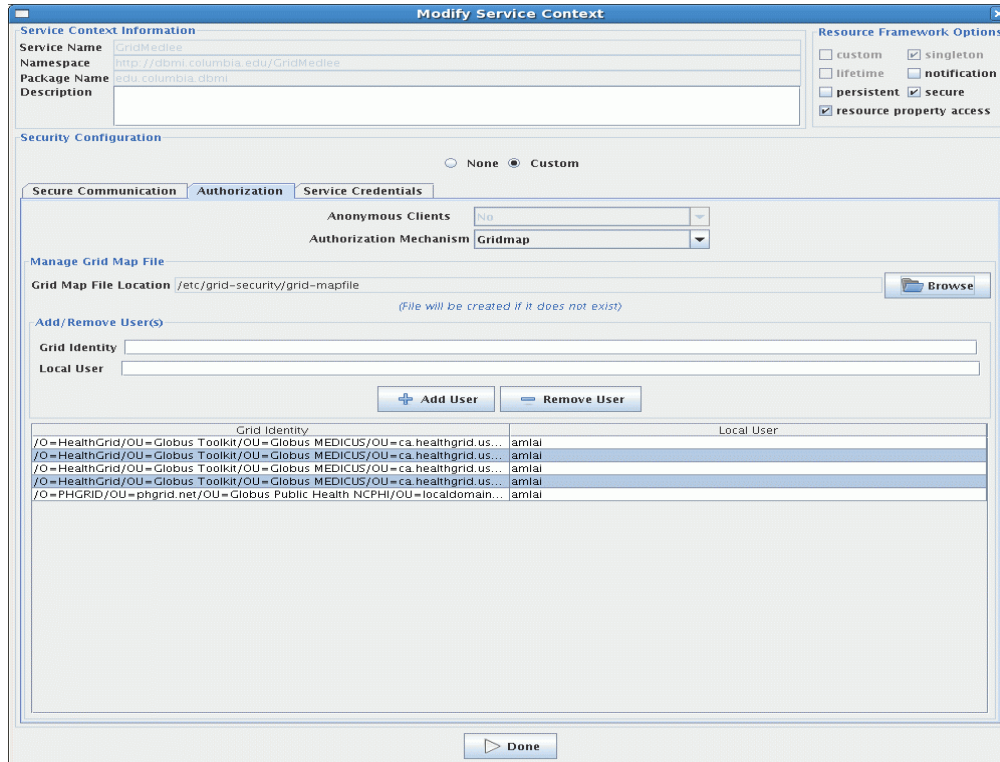 Modify Service Context
Service Context Information
Service Name GridMedlee
Namespace http://dbmi.columbia.edu/GridMedlee
Package Name edu.columbia.dbmi
Description
Resource Framework Options
custom singleton
lifetime notification
persistent secure
resource property access
Security Configuration
None Custom
Secure Communication Authorization Service Credentials
Anonymous Clients No
Authorization Mechanism Gridmap
Manage Grid Map File
Grid Map File Location /etc/grid-security/grid-mapfile Browse
(File will be created if it does not exist)
Add/Remove User(s)
Grid Identity
Local User
Add User Remove User
Grid Identity Local User
/O=HealthGrid/OU=Globus Toolkit/OU=Globus MEDICUS/OU=ca.healthgrid.us... amlai
/O=HealthGrid/OU=Globus Toolkit/OU=Globus MEDICUS/OU=ca.healthgrid.us... amlai
/O=HealthGrid/OU=Globus Toolkit/OU=Globus MEDICUS/OU=ca.healthgrid.us... amlai
/O=HealthGrid/OU=Globus Toolkit/OU=Globus MEDICUS/OU=ca.healthgrid.us... amlai
/O=PHGRID/OU=phgrid.net/OU=Globus Public Health NCPHI/OU=localdomain... amlai
Done